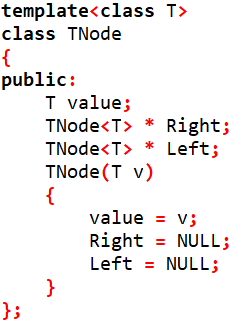 template<class T>
class TNode
{
public:
    T value;
    TNode<T> * Right;
    TNode<T> * Left;
    TNode(T v)
    {
        value = v;
        Right = NULL;
        Left = NULL;
    }
};